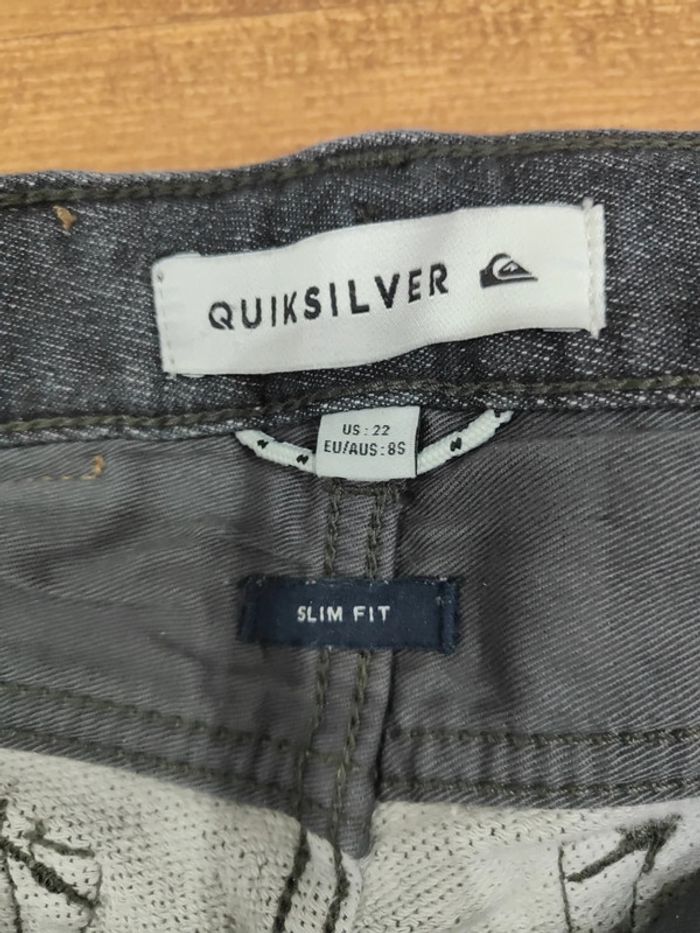 QUIKSILVER
US : 22
EU/AUS : 8S
SLIM FIT